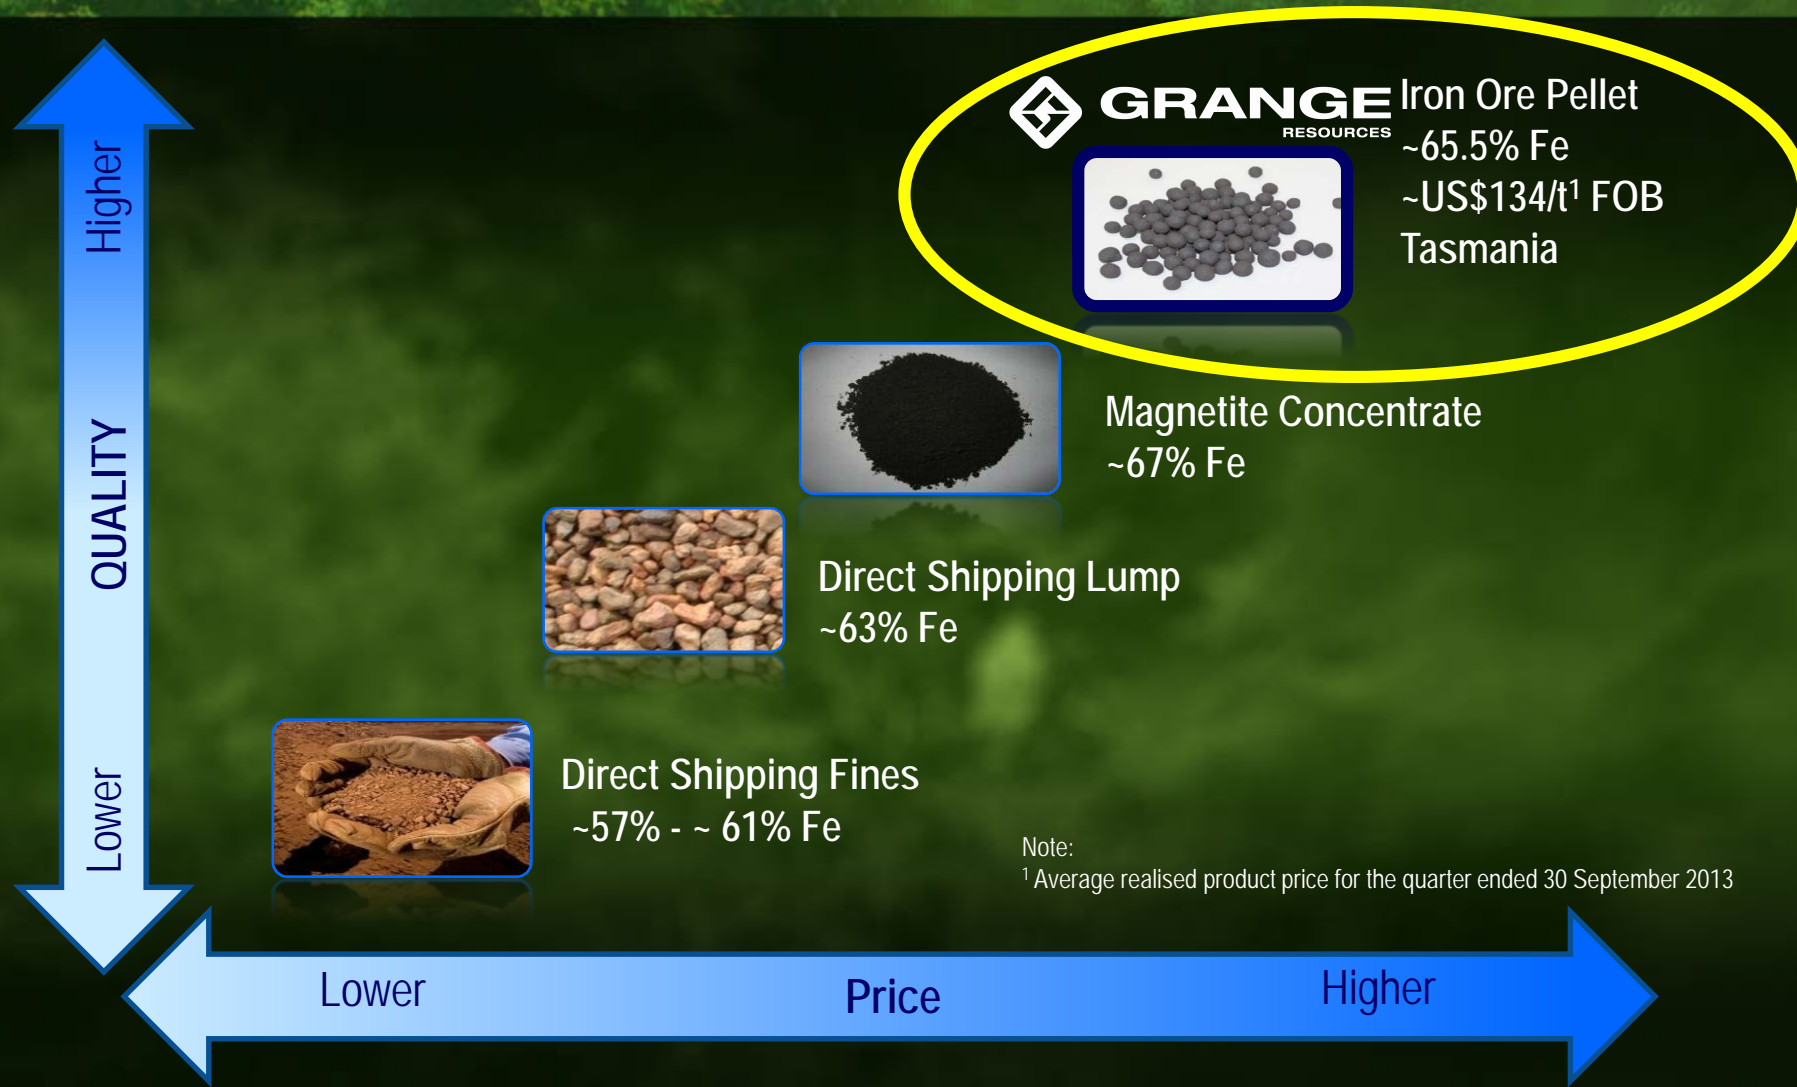 GRANGE
RESOURCES
Iron Ore Pellet
~65.5% Fe
~US$134/t¹ FOB
Tasmania
Higher
QUALITY
Lower
Magnetite Concentrate
~67% Fe
Direct Shipping Lump
~63% Fe
Direct Shipping Fines
~57% - ~ 61% Fe
Note:
¹ Average realised product price for the quarter ended 30 September 2013
Lower
Price
Higher